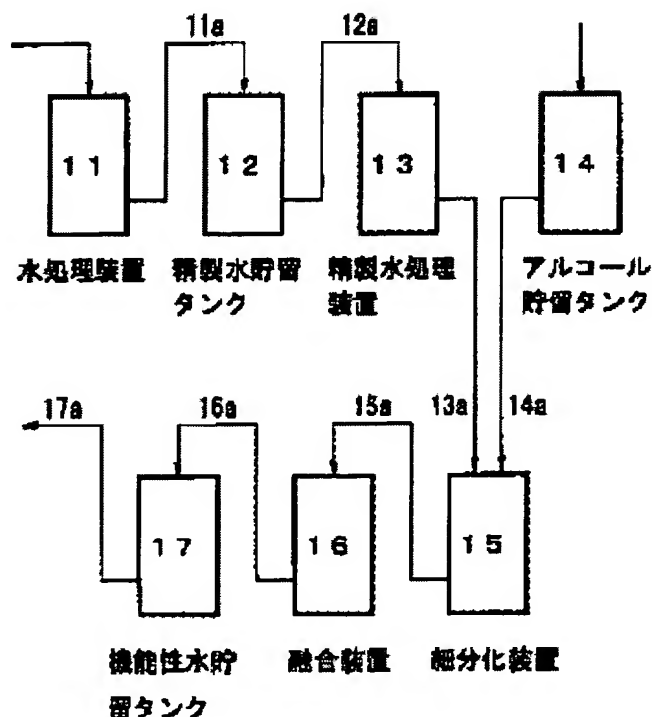 11a 12a
11 12 13 14
水処理装置 精製水貯留 精製水処理 アルコール
タンク 装置 貯留タンク
17a 16a 15a 13a 14a
17 16 15
機能性水貯 融合装置 細分化装置
留タンク